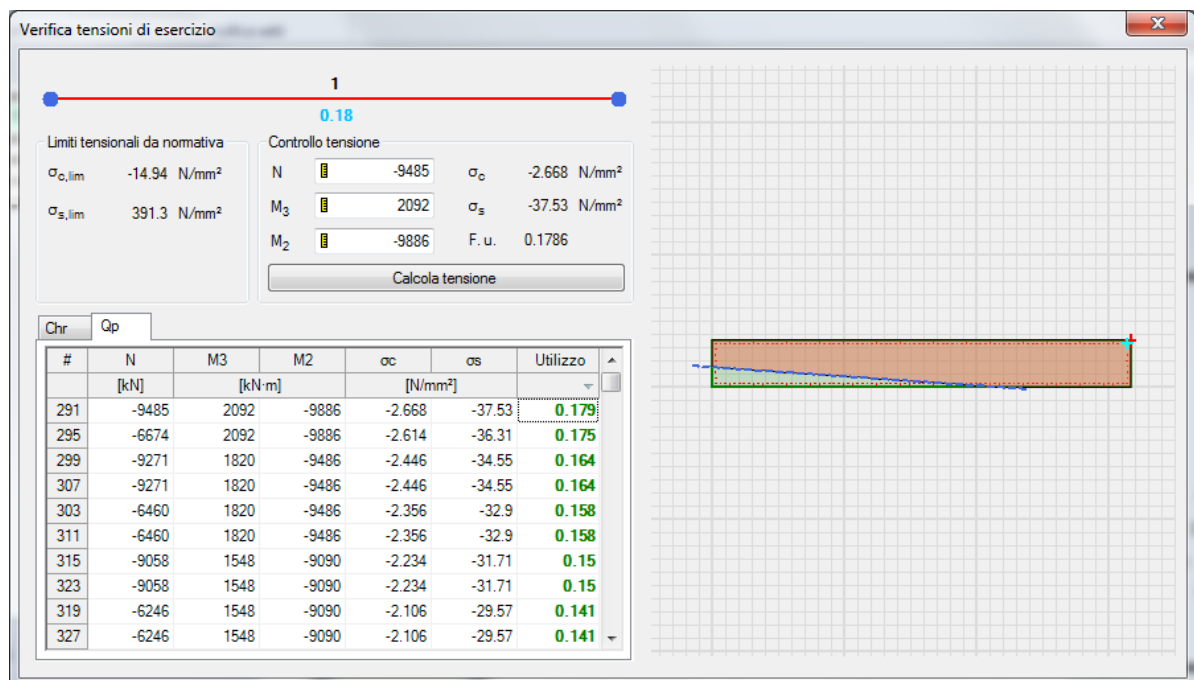 Verifica tensioni di esercizio
1
0.18
Limiti tensionali da normativa
σc,lim -14.94 N/mm²
σs,lim 391.3 N/mm²
Controllo tensione
N -9485 σc -2.668 N/mm²
M3 2092 σs -37.53 N/mm²
M2 -9886 F. u. 0.1786
Calcola tensione
Chr Qp
# N M3 M2 σc σs Utilizzo
[kN] [kN·m] [N/mm²]
291 -9485 2092 -9886 -2.668 -37.53 0.179
295 -6674 2092 -9886 -2.614 -36.31 0.175
299 -9271 1820 -9486 -2.446 -34.55 0.164
307 -9271 1820 -9486 -2.446 -34.55 0.164
303 -6460 1820 -9486 -2.356 -32.9 0.158
311 -6460 1820 -9486 -2.356 -32.9 0.158
315 -9058 1548 -9090 -2.234 -31.71 0.15
323 -9058 1548 -9090 -2.234 -31.71 0.15
319 -6246 1548 -9090 -2.106 -29.57 0.141
327 -6246 1548 -9090 -2.106 -29.57 0.141